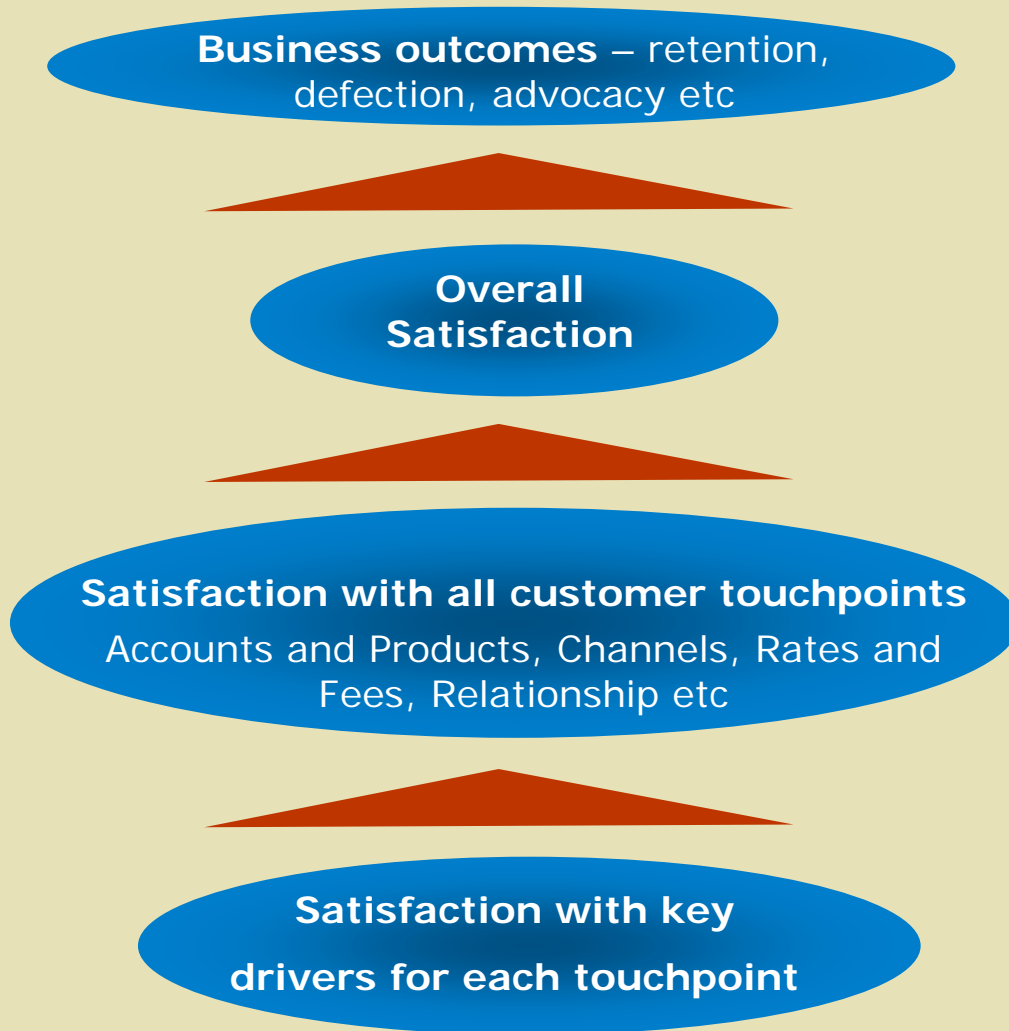 Business outcomes – retention,
defection, advocacy etc
Overall
Satisfaction
Satisfaction with all customer touchpoints
Accounts and Products, Channels, Rates and
Fees, Relationship etc
Satisfaction with key
drivers for each touchpoint